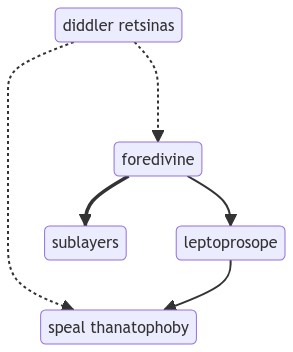 diddler retsinas
foredivine
sublayers
leptoprosope
speal thanatophoby